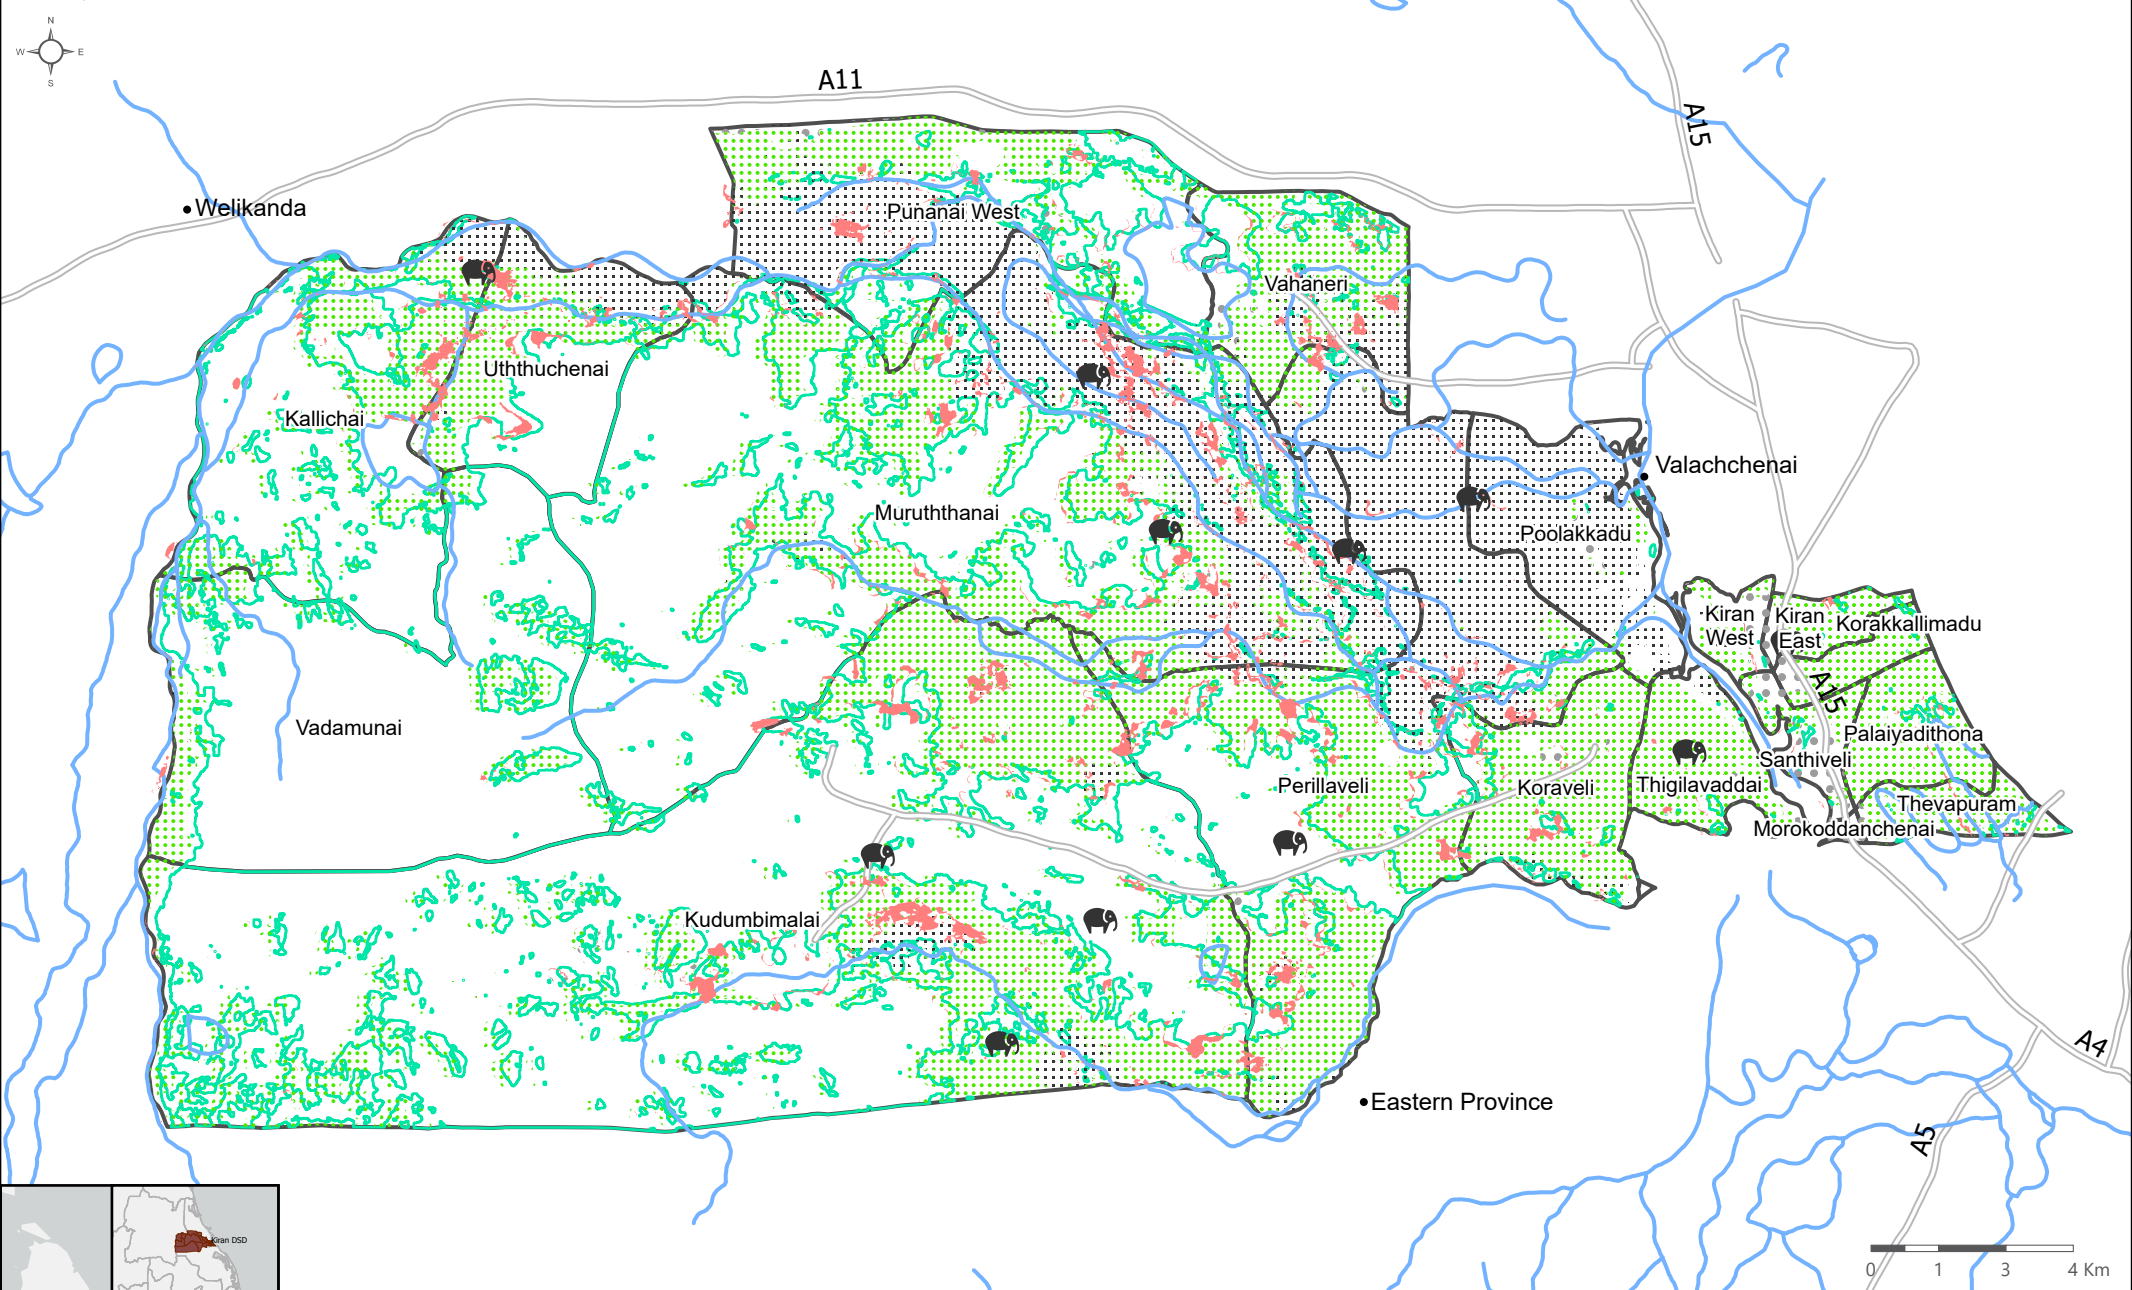 N
W E
S
A11
A15
Welikanda
Punanai West
Vahaneri
Uththuchenai
Kallichai
Valachchenai
Muruththanai
Poolakkadu
Kiran
West
Kiran
East
Korakkallimadu
A15
Vadamunai
Palaiyadithona
Santhiveli
Perillaveli
Koraveli
Thigilavaddai
Thevapuram
Morokoddanchenai
Kudumbimalai
A4
Eastern Province
A5
Kiran DSD
0 1 3 4 Km